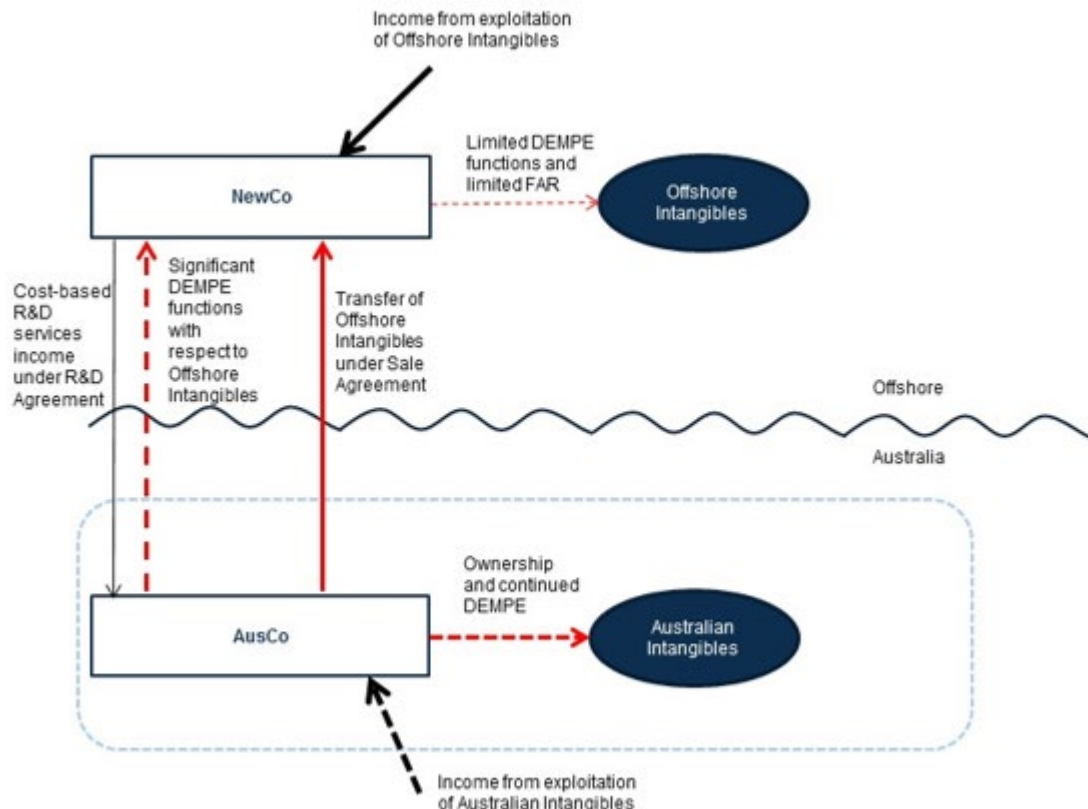 Income from exploitation
of Offshore Intangibles
NewCo
Limited DEMPE
functions and
limited FAR
Offshore
Intangibles
Cost-based
R&D
services
income
under R&D
Agreement
Significant
DEMPE
functions
with
respect to
Offshore
Intangibles
Transfer of
Offshore
Intangibles
under Sale
Agreement
Offshore
Australia
AusCo
Ownership
and continued
DEMPE
Australian
Intangibles
Income from exploitation
of Australian Intangibles